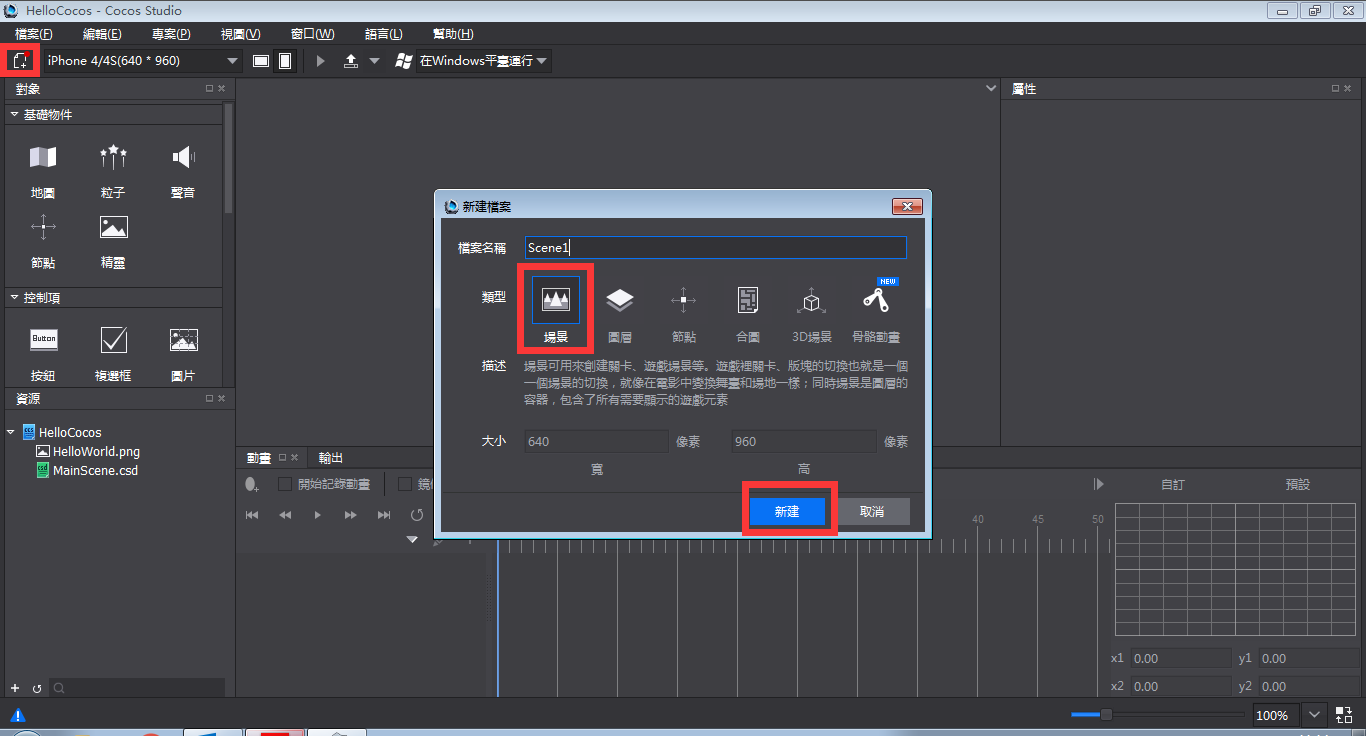 HelloCocos - Cocos Studio
檔案(F) 編輯(E) 專案(P) 視圖(V) 窗口(W) 語言(L) 幫助(H)
iPhone 4/4S(640 * 960) 在Windows平臺運行
對象
屬性
基礎物件
地圖 粒子 聲音
節點 精靈
控制項
Button
按鈕 複選框 圖片
資源
HelloCocos
HelloWorld.png
MainScene.csd
新建檔案
檔案名稱 Scene1
類型
NEW
場景 圖層 節點 合圖 3D場景 骨骼動畫
描述 場景可用來創建關卡、遊戲場景等。遊戲裡關卡、版塊的切換也就是一個
一個場景的切換，就像在電影中變換舞臺和場地一樣；同時場景是圖層的
容器，包含了所有需要顯示的遊戲元素
大小 640 像素 960 像素
寬 高
新建 取消
動畫 輸出
開始記錄動畫 鏡
自訂 預設
40 45 50
x1 0.00 y1 0.00
x2 0.00 y2 0.00
100%